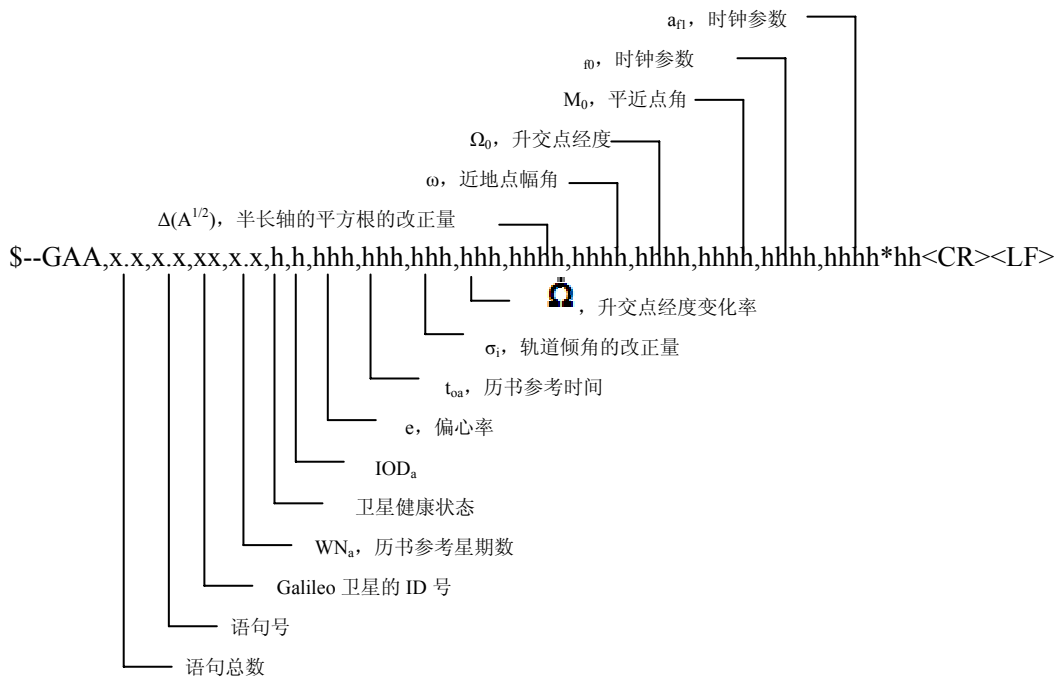 a_f1，时钟参数
_f0，时钟参数
M₀，平近点角
Ω₀，升交点经度
ω，近地点幅角
Δ(A^1/2)，半长轴的平方根的改正量
$--GAA,x.x,x.x,xx,x.x,h,h,hhh,hhh,hhh,hhh,hhhh,hhhh,hhhh,hhhh,hhhh,hhhh*hh<CR><LF>
Ω̇，升交点经度变化率
σᵢ，轨道倾角的改正量
t_oa，历书参考时间
e，偏心率
IODₐ
卫星健康状态
WNₐ，历书参考星期数
Galileo 卫星的 ID 号
语句号
语句总数